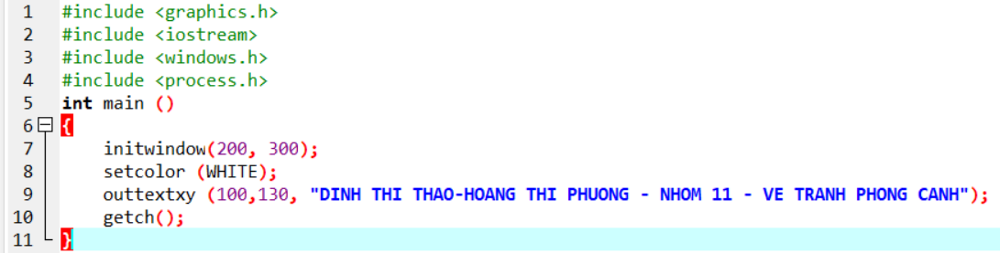 1 #include <graphics.h>
2 #include <iostream>
3 #include <windows.h>
4 #include <process.h>
5 int main ()
6 {
7 initwindow(200, 300);
8 setcolor (WHITE);
9 outtextxy (100,130, "DINH THI THAO-HOANG THI PHUONG - NHOM 11 - VE TRANH PHONG CANH");
10 getch();
11 }